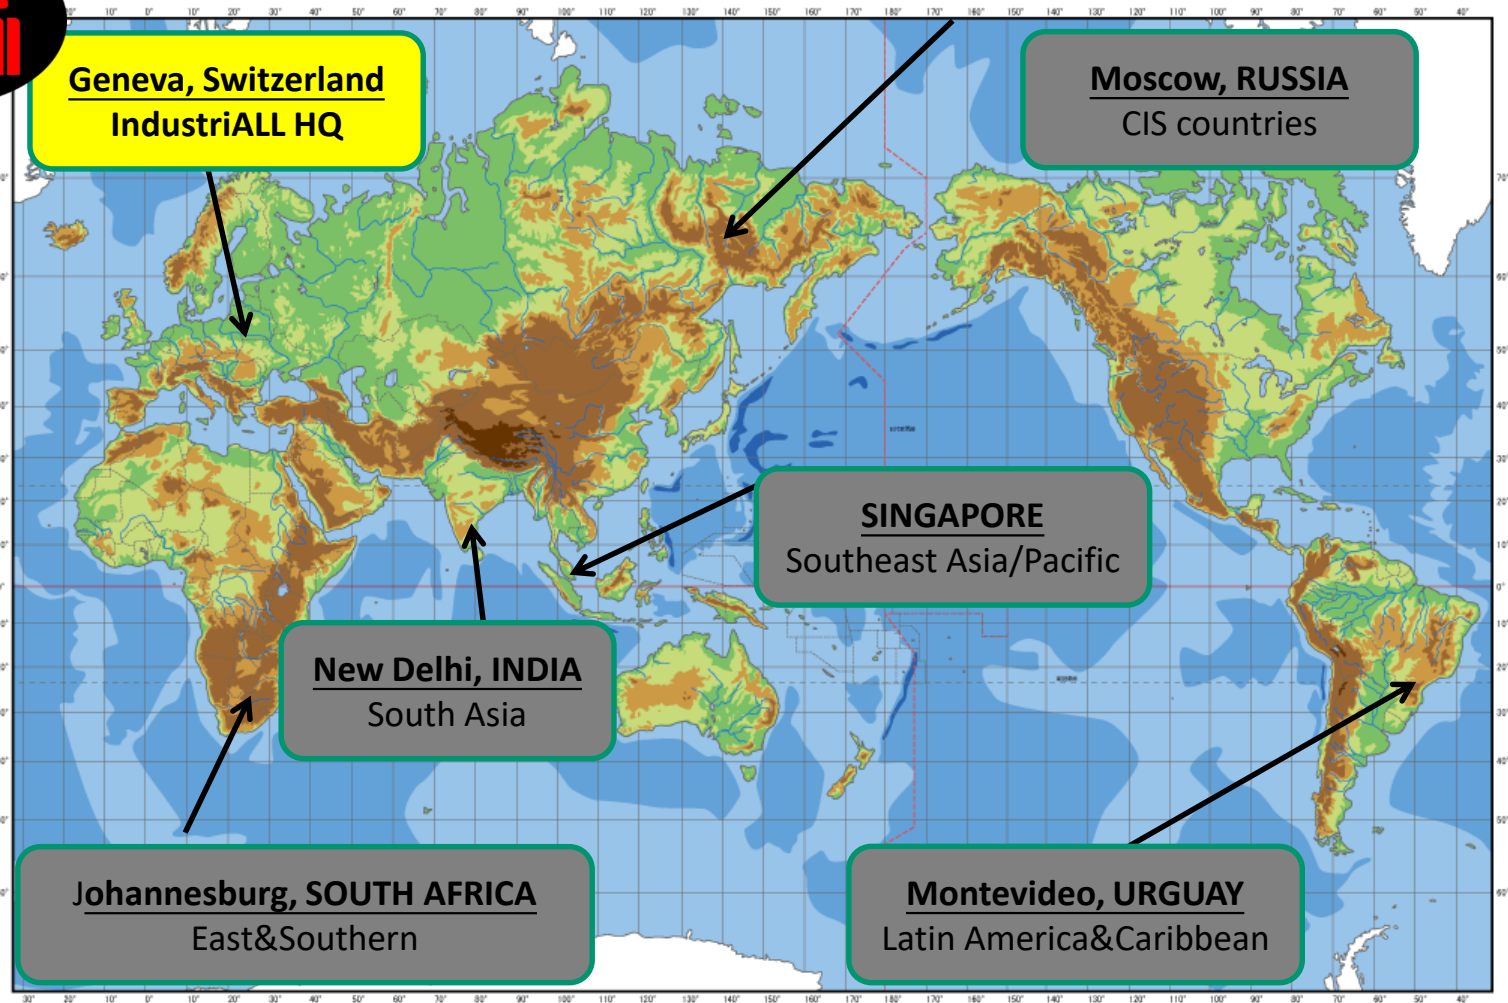 Geneva, Switzerland
IndustriALL HQ
Moscow, RUSSIA
CIS countries
SINGAPORE
Southeast Asia/Pacific
New Delhi, INDIA
South Asia
Johannesburg, SOUTH AFRICA
East&Southern
Montevideo, URGUAY
Latin America&Caribbean